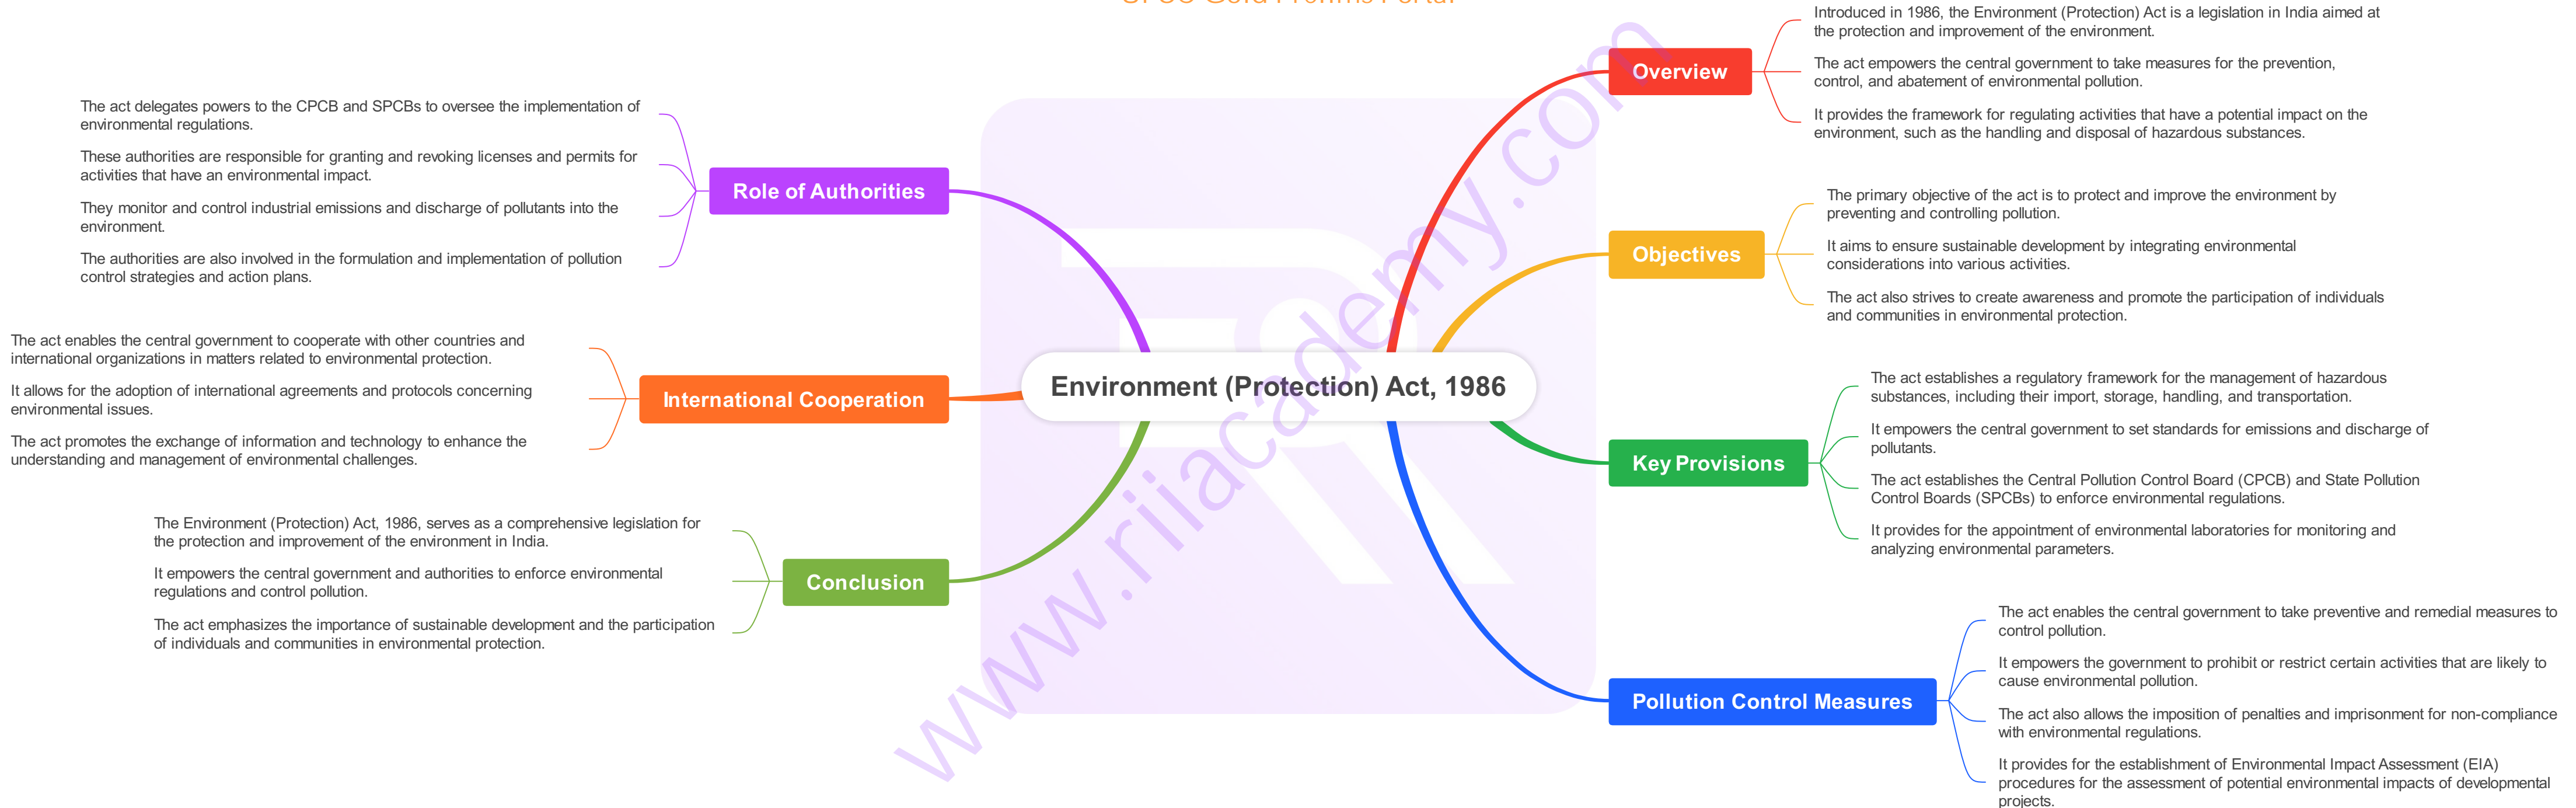 UPSC Gold Prelims Portal
Environment (Protection) Act, 1986
Overview
Introduced in 1986, the Environment (Protection) Act is a legislation in India aimed at
the protection and improvement of the environment.
The act empowers the central government to take measures for the prevention,
control, and abatement of environmental pollution.
It provides the framework for regulating activities that have a potential impact on the
environment, such as the handling and disposal of hazardous substances.
Objectives
The primary objective of the act is to protect and improve the environment by
preventing and controlling pollution.
It aims to ensure sustainable development by integrating environmental
considerations into various activities.
The act also strives to create awareness and promote the participation of individuals
and communities in environmental protection.
Key Provisions
The act establishes a regulatory framework for the management of hazardous
substances, including their import, storage, handling, and transportation.
It empowers the central government to set standards for emissions and discharge of
pollutants.
The act establishes the Central Pollution Control Board (CPCB) and State Pollution
Control Boards (SPCBs) to enforce environmental regulations.
It provides for the appointment of environmental laboratories for monitoring and
analyzing environmental parameters.
Pollution Control Measures
The act enables the central government to take preventive and remedial measures to
control pollution.
It empowers the government to prohibit or restrict certain activities that are likely to
cause environmental pollution.
The act also allows the imposition of penalties and imprisonment for non-compliance
with environmental regulations.
It provides for the establishment of Environmental Impact Assessment (EIA)
procedures for the assessment of potential environmental impacts of developmental
projects.
Role of Authorities
The act delegates powers to the CPCB and SPCBs to oversee the implementation of
environmental regulations.
These authorities are responsible for granting and revoking licenses and permits for
activities that have an environmental impact.
They monitor and control industrial emissions and discharge of pollutants into the
environment.
The authorities are also involved in the formulation and implementation of pollution
control strategies and action plans.
International Cooperation
The act enables the central government to cooperate with other countries and
international organizations in matters related to environmental protection.
It allows for the adoption of international agreements and protocols concerning
environmental issues.
The act promotes the exchange of information and technology to enhance the
understanding and management of environmental challenges.
Conclusion
The Environment (Protection) Act, 1986, serves as a comprehensive legislation for
the protection and improvement of the environment in India.
It empowers the central government and authorities to enforce environmental
regulations and control pollution.
The act emphasizes the importance of sustainable development and the participation
of individuals and communities in environmental protection.